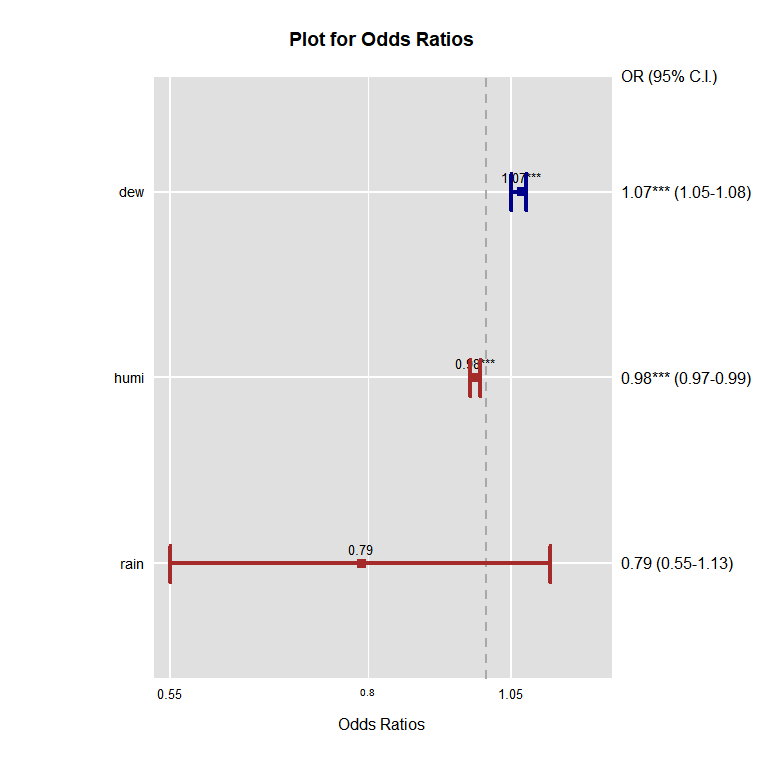 Plot for Odds Ratios
OR (95% C.I.)
1.07***
dew
1.07*** (1.05-1.08)
0.98***
humi
0.98*** (0.97-0.99)
0.79
rain
0.79 (0.55-1.13)
0.55
0.8
1.05
Odds Ratios